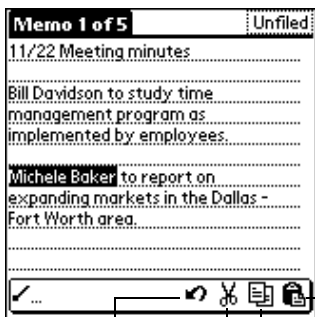 Memo 1 of 5
Unfiled
11/22 Meeting minutes
Bill Davidson to study time
management program as
implemented by employees.
Michele Baker to report on
expanding markets in the Dallas -
Fort Worth area.
...